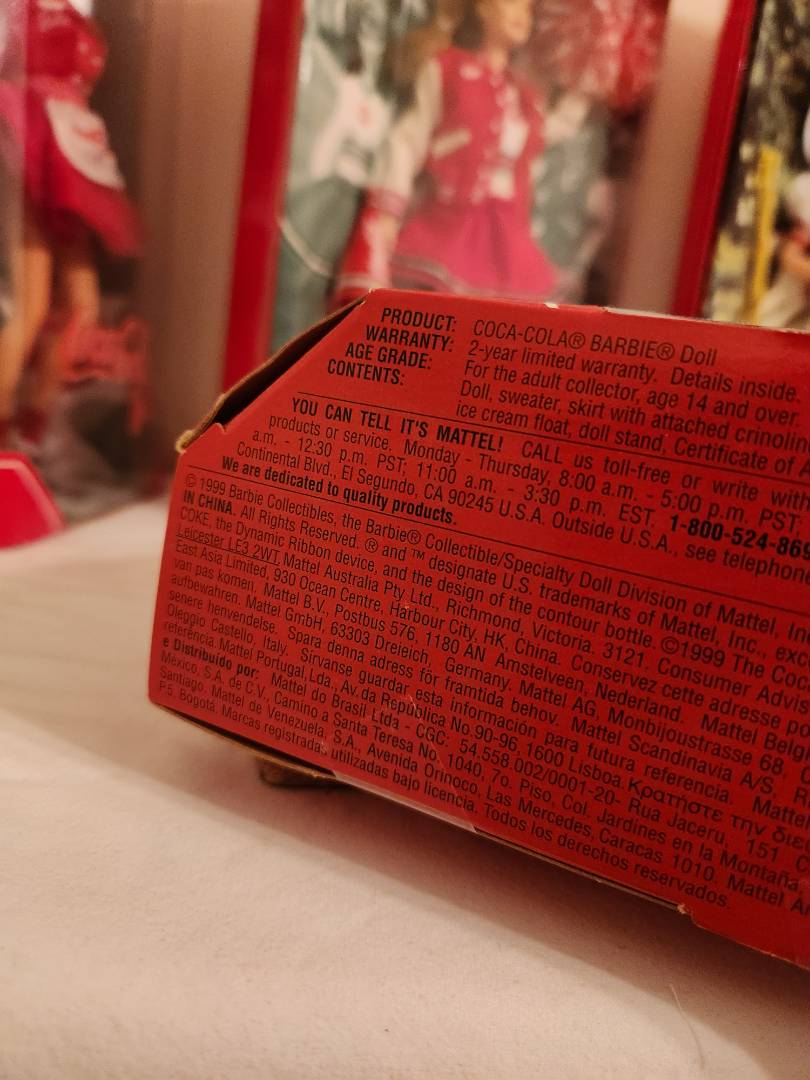 PRODUCT: COCA-COLA® BARBIE® Doll
WARRANTY: 2-year limited warranty. Details inside.
AGE GRADE: For the adult collector, age 14 and over.
CONTENTS: Doll, sweater, skirt with attached crinoline
ice cream float, doll stand, Certificate of
YOU CAN TELL IT'S MATTEL! CALL us toll-free or write with
products or service. Monday - Thursday, 8:00 a.m. - 5:00 p.m. PST,
a.m. - 12:30 p.m. PST; 11:00 a.m. - 3:30 p.m. EST. 1-800-524-869
Continental Blvd., El Segundo, CA 90245 U.S.A. Outside U.S.A., see telephone
We are dedicated to quality products.
© 1999 Barbie Collectibles, the Barbie® Collectible/Specialty Doll Division of Mattel, In
IN CHINA. All Rights Reserved. ® and ™ designate U.S. trademarks of Mattel, Inc., exc
COKE, the Dynamic Ribbon device, and the design of the contour bottle. ©1999 The Coc
Leicester LE3 2WT. Mattel Australia Pty Ltd., Richmond, Victoria. 3121. Consumer Advis
East Asia Limited, 930 Ocean Centre, Harbour City, HK, China. Conservez cette adresse po
van pas komen. Mattel B.V., Postbus 576, 1180 AN Amstelveen, Nederland. Mattel Belg
aufbewahren. Mattel GmbH, 63303 Dreieich, Germany. Mattel AG, Monbijoustrasse 68,
senere henvendelse. Spara denna adress för framtida behov. Mattel Scandinavia A/S, R
Oleggio Castello, Italy. Sírvanse guardar esta información para futura referencia. Mattel
referência Mattel Portugal,Lda., Av.da República No.90-96, 1600 Lisboa.Κρατήστε την διευ
e Distribuído por: Mattel do Brasil Ltda - CGC: 54.558.002/0001-20- Rua Jaceru, 151
México, S.A. de C.V., Camino a Santa Teresa No. 1040, 7o. Piso, Col. Jardines en la Montaña,
Santiago. Mattel de Venezuela, S.A., Avenida Orinoco, Las Mercedes, Caracas 1010. Mattel A
P.5, Bogotá. Marcas registradas utilizadas bajo licencia. Todos los derechos reservados.